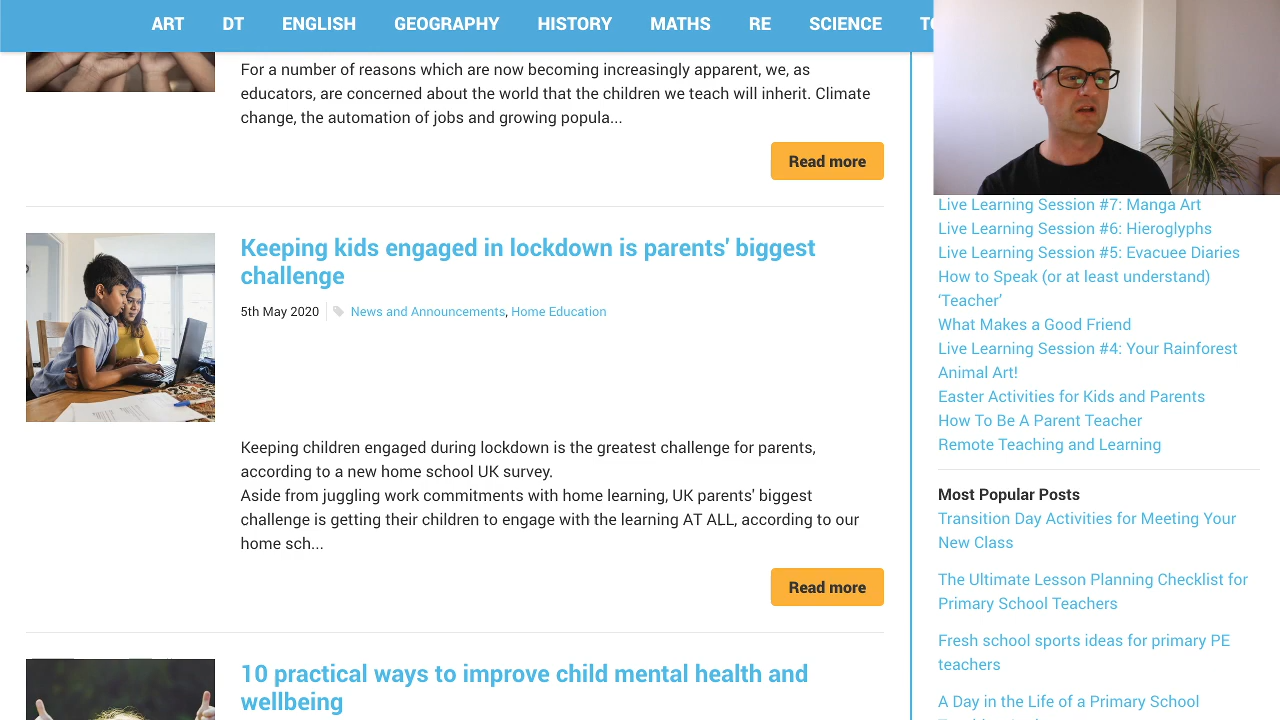 ART DT ENGLISH GEOGRAPHY HISTORY MATHS RE SCIENCE
For a number of reasons which are now becoming increasingly apparent, we, as
educators, are concerned about the world that the children we teach will inherit. Climate
change, the automation of jobs and growing popula...
Read more
Keeping kids engaged in lockdown is parents' biggest
challenge
5th May 2020 News and Announcements, Home Education
Keeping children engaged during lockdown is the greatest challenge for parents,
according to a new home school UK survey.
Aside from juggling work commitments with home learning, UK parents' biggest
challenge is getting their children to engage with the learning AT ALL, according to our
home sch...
Read more
10 practical ways to improve child mental health and
wellbeing
Live Learning Session #7: Manga Art
Live Learning Session #6: Hieroglyphs
Live Learning Session #5: Evacuee Diaries
How to Speak (or at least understand)
‘Teacher’
What Makes a Good Friend
Live Learning Session #4: Your Rainforest
Animal Art!
Easter Activities for Kids and Parents
How To Be A Parent Teacher
Remote Teaching and Learning
Most Popular Posts
Transition Day Activities for Meeting Your
New Class
The Ultimate Lesson Planning Checklist for
Primary School Teachers
Fresh school sports ideas for primary PE
teachers
A Day in the Life of a Primary School